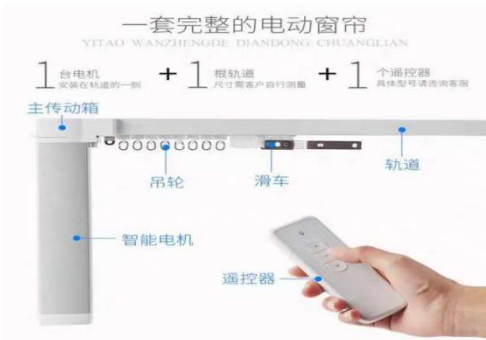 一套完整的电动窗帘
YITAO WANZHENGDE DIANDONG CHUANGLIAN
1台电机 + 1根轨道 + 1个遥控器
安装在轨道的一侧 尺寸需客户自行测量 具体型号请咨询客服
主传动箱
吊轮
滑车
轨道
智能电机
遥控器